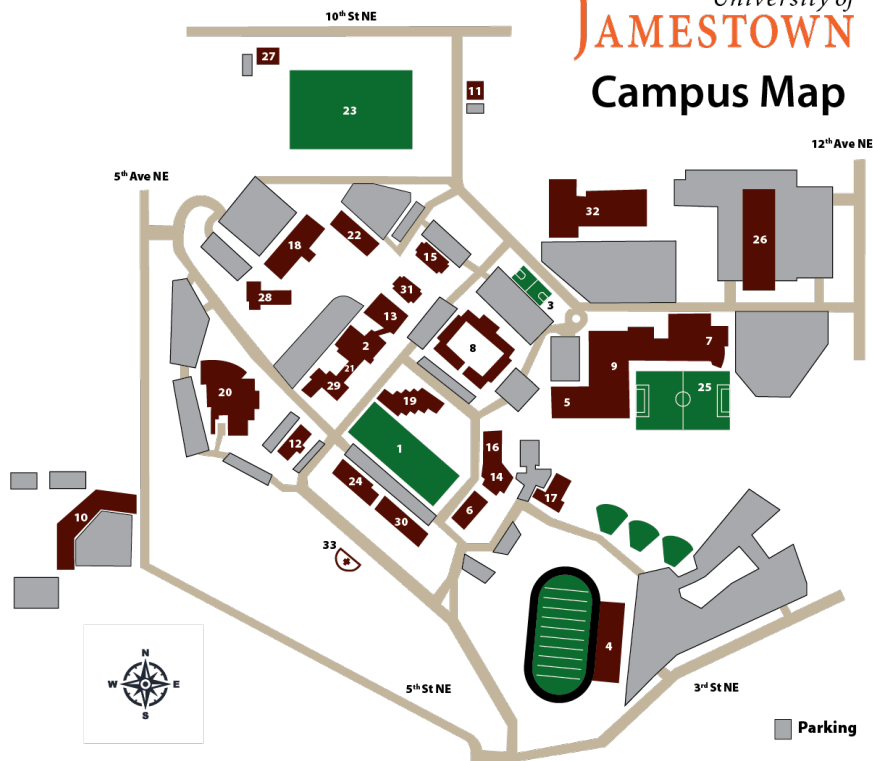 University of
JAMESTOWN
Campus Map
10th St NE
27
11
23
12th Ave NE
5th Ave NE
32
26
18
22
15
28
31
3
13
2
8
7
9
21
29
25
20
19
5
1
12
16
24
14
17
10
6
30
33
N
W E
S
4
5th St NE
3rd St NE
Parking